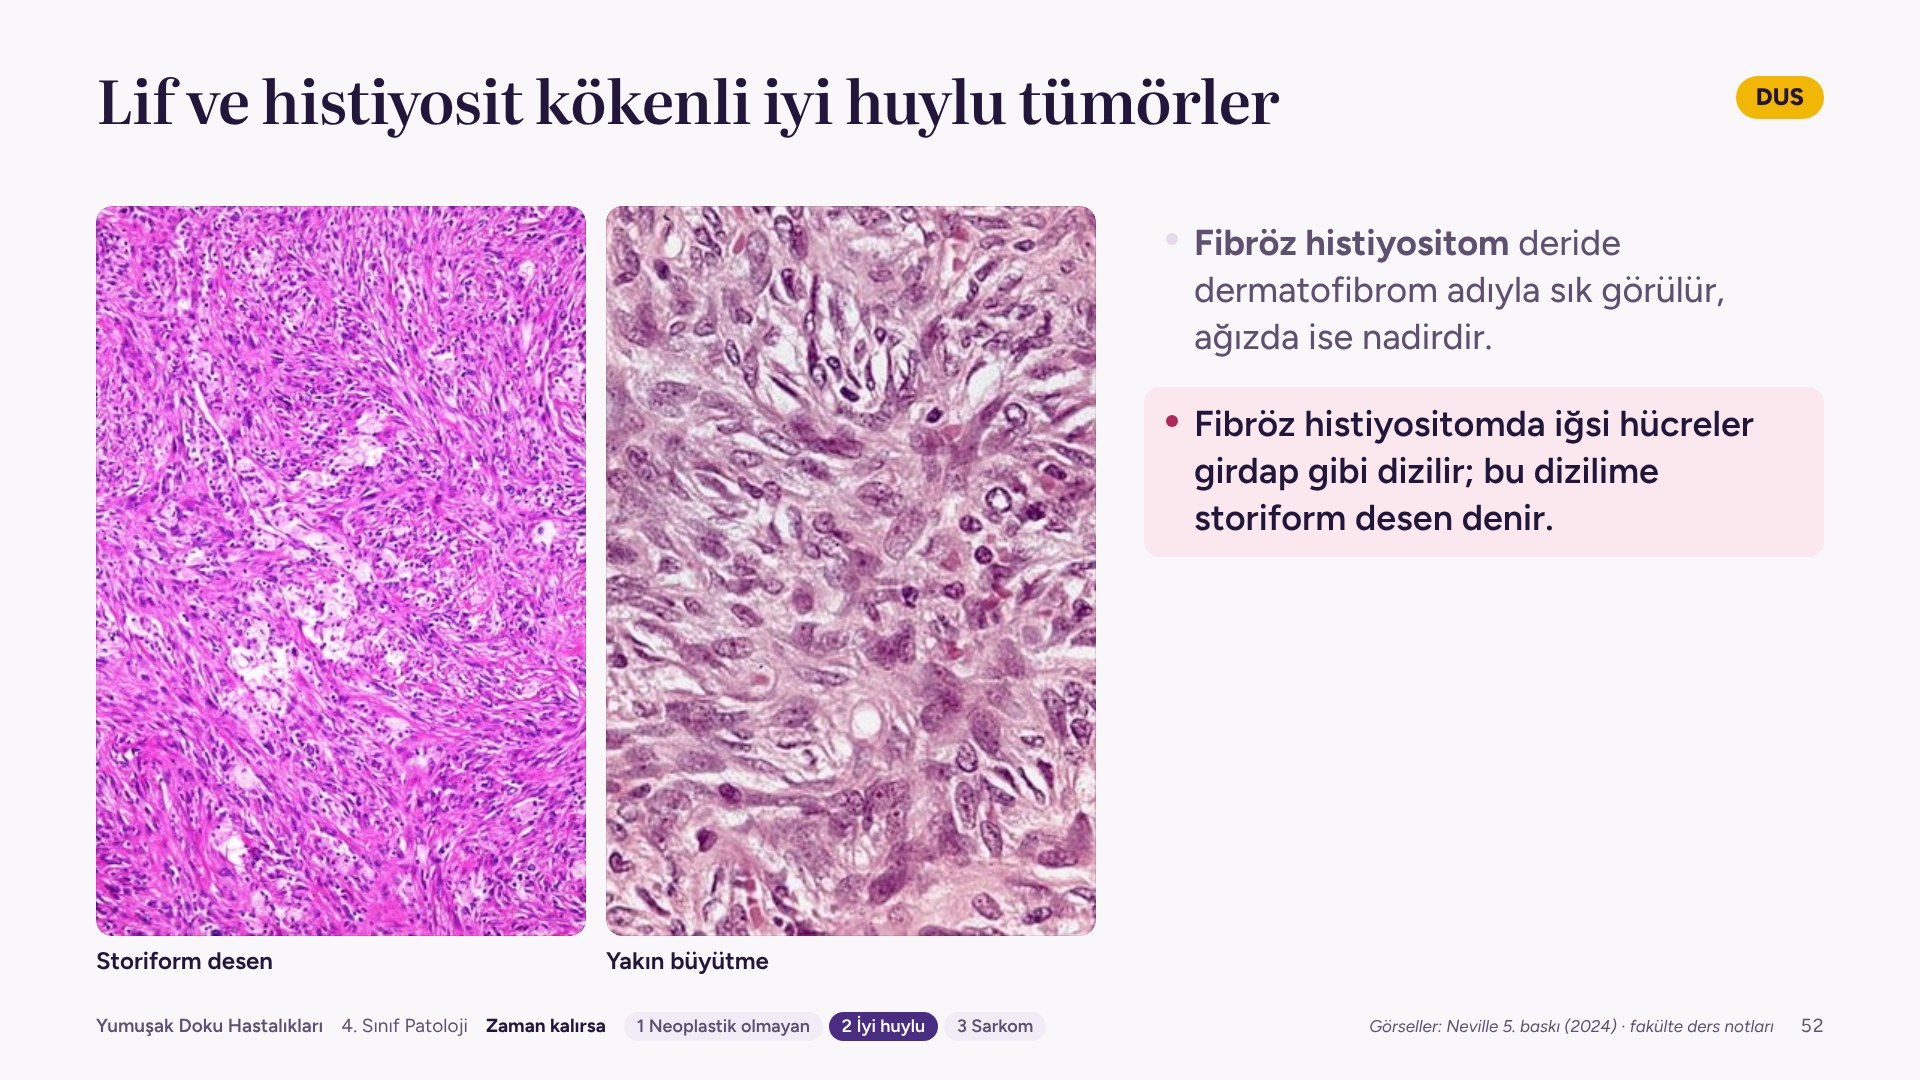 Lif ve histiyosit kökenli iyi huylu tümörler
DUS
Fibröz histiyositom deride
dermatofibrom adıyla sık görülür,
ağızda ise nadirdir.
Fibröz histiyositomda iğsi hücreler
girdap gibi dizilir; bu dizilime
storiform desen denir.
Storiform desen
Yakın büyütme
Yumuşak Doku Hastalıkları 4. Sınıf Patoloji Zaman kalırsa 1 Neoplastik olmayan 2 İyi huylu 3 Sarkom
Görseller: Neville 5. baskı (2024) · fakülte ders notları 52